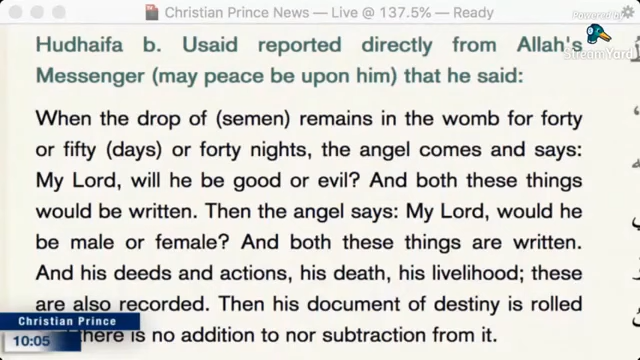 Christian Prince News — Live @ 137.5% — Ready
Powered by
StreamYard
Hudhaifa b. Usaid reported directly from Allah's
Messenger (may peace be upon him) that he said:
When the drop of (semen) remains in the womb for forty
or fifty (days) or forty nights, the angel comes and says:
My Lord, will he be good or evil? And both these things
would be written. Then the angel says: My Lord, would he
be male or female? And both these things are written.
And his deeds and actions, his death, his livelihood; these
are also recorded. Then his document of destiny is rolled
there is no addition to nor subtraction from it.
Christian Prince
10:05